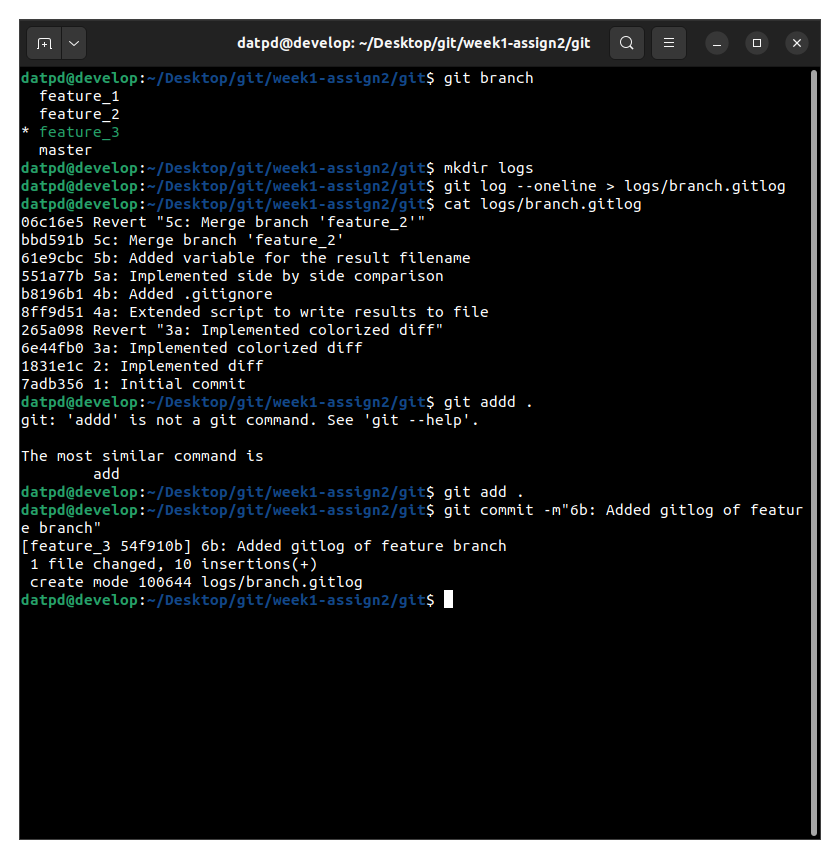 datpd@develop: ~/Desktop/git/week1-assign2/git
datpd@develop:~/Desktop/git/week1-assign2/git$ git branch
  feature_1
  feature_2
* feature_3
  master
datpd@develop:~/Desktop/git/week1-assign2/git$ mkdir logs
datpd@develop:~/Desktop/git/week1-assign2/git$ git log --oneline > logs/branch.gitlog
datpd@develop:~/Desktop/git/week1-assign2/git$ cat logs/branch.gitlog
06c16e5 Revert "5c: Merge branch 'feature_2'"
bbd591b 5c: Merge branch 'feature_2'
61e9cbc 5b: Added variable for the result filename
551a77b 5a: Implemented side by side comparison
b8196b1 4b: Added .gitignore
8ff9d51 4a: Extended script to write results to file
265a098 Revert "3a: Implemented colorized diff"
6e44fb0 3a: Implemented colorized diff
1831e1c 2: Implemented diff
7adb356 1: Initial commit
datpd@develop:~/Desktop/git/week1-assign2/git$ git addd .
git: 'addd' is not a git command. See 'git --help'.

The most similar command is
        add
datpd@develop:~/Desktop/git/week1-assign2/git$ git add .
datpd@develop:~/Desktop/git/week1-assign2/git$ git commit -m"6b: Added gitlog of featur
e branch"
[feature_3 54f910b] 6b: Added gitlog of feature branch
 1 file changed, 10 insertions(+)
 create mode 100644 logs/branch.gitlog
datpd@develop:~/Desktop/git/week1-assign2/git$